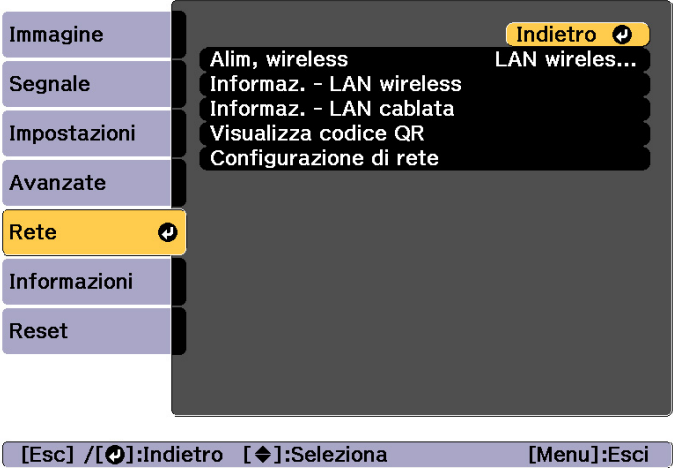 Immagine
Segnale
Impostazioni
Avanzate
Rete
Informazioni
Reset
Indietro
Alim, wireless LAN wireles...
Informaz. - LAN wireless
Informaz. - LAN cablata
Visualizza codice QR
Configurazione di rete
[Esc] /[⏎]:Indietro [◆]:Seleziona [Menu]:Esci